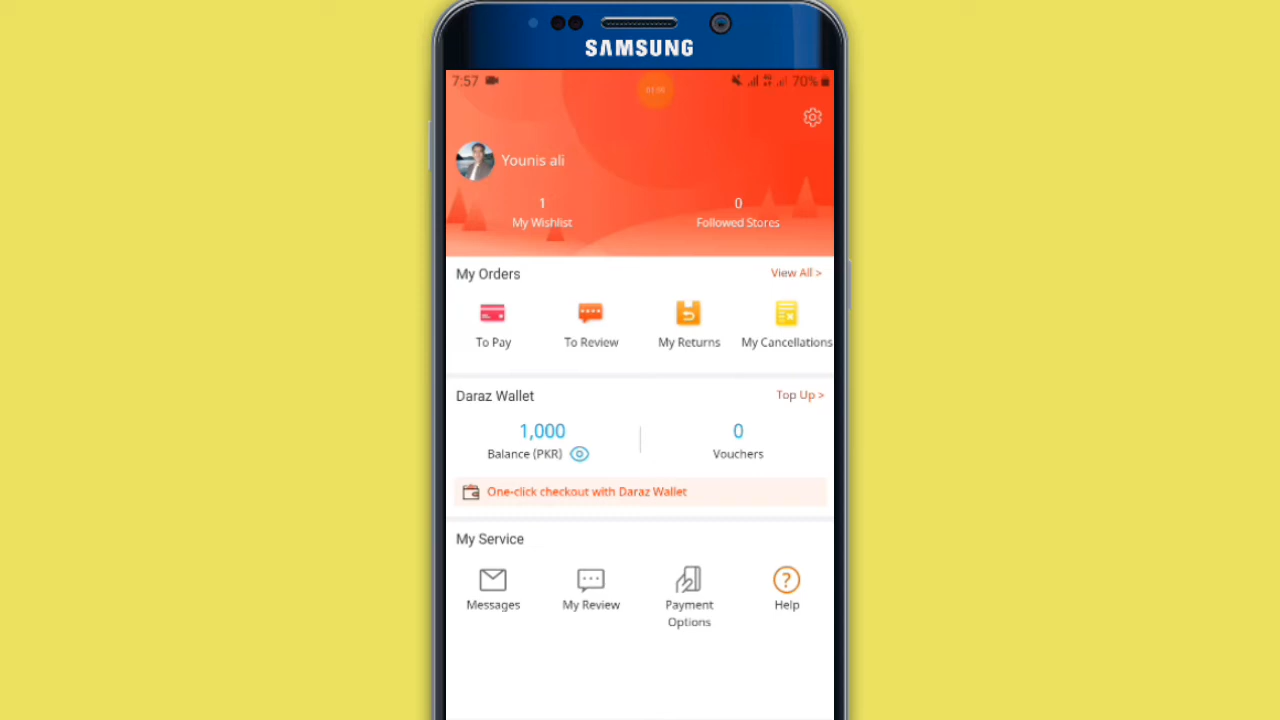 SAMSUNG
7:57
70%
Younis ali
1
0
My Wishlist
Followed Stores
My Orders
View All >
To Pay
To Review
My Returns
My Cancellations
Daraz Wallet
Top Up >
1,000
0
Balance (PKR)
Vouchers
One-click checkout with Daraz Wallet
My Service
Messages
My Review
Payment
Options
Help